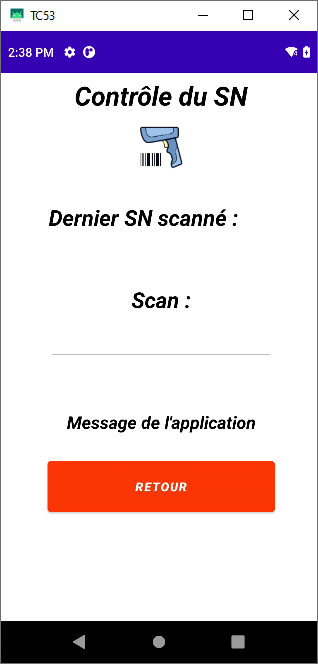 TC53
2:38 PM
Contrôle du SN
Dernier SN scanné :
Scan :
Message de l'application
RETOUR